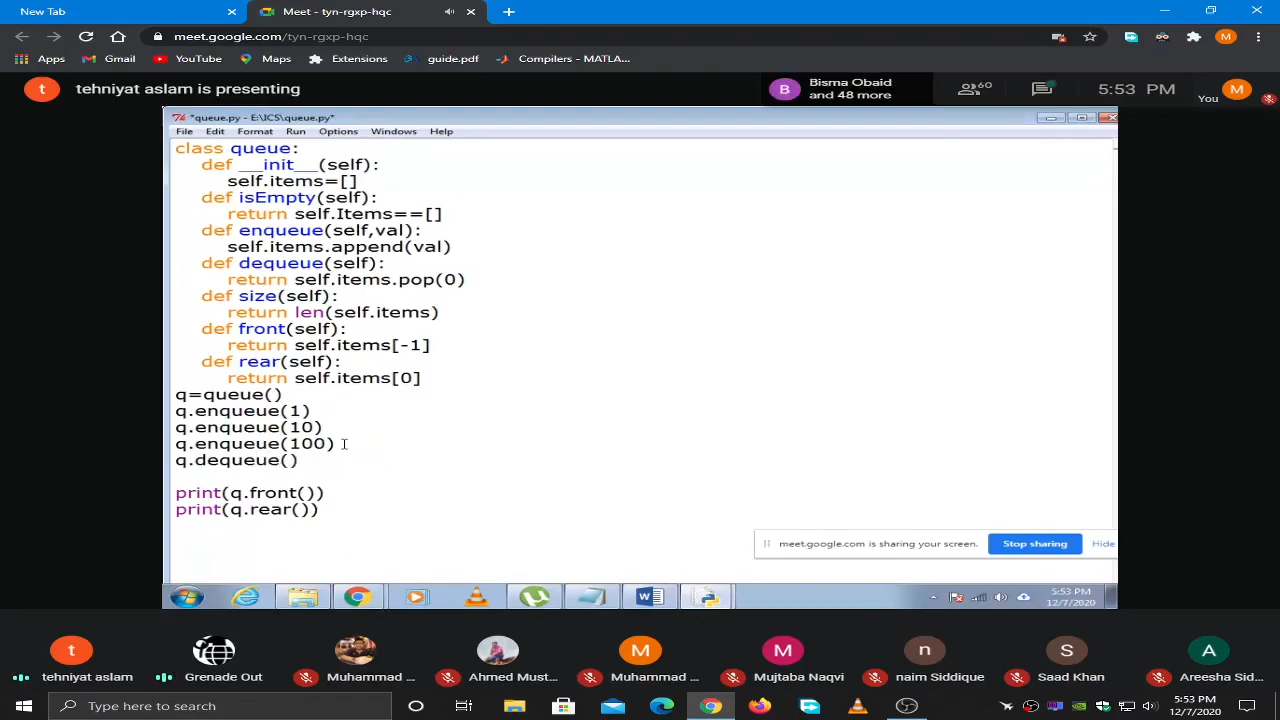 New Tab
Meet - tyn-rgxp-hqc
meet.google.com/tyn-rgxp-hqc
M
Apps
Gmail
YouTube
Maps
Extensions
guide.pdf
Compilers - MATLA...
t
tehniyat aslam is presenting
B
Bisma Obaid
and 48 more
60
5:53 PM
You
M
*queue.py - E:\ICS\queue.py*
File Edit Format Run Options Windows Help
class queue:
def __init__(self):
self.items=[]
def isEmpty(self):
return self.Items==[]
def enqueue(self,val):
self.items.append(val)
def dequeue(self):
return self.items.pop(0)
def size(self):
return len(self.items)
def front(self):
return self.items[-1]
def rear(self):
return self.items[0]
q=queue()
q.enqueue(1)
q.enqueue(10)
q.enqueue(100)
q.dequeue()
print(q.front())
print(q.rear())
meet.google.com is sharing your screen.
Stop sharing
Hide
5:53 PM
12/7/2020
t
M
M
n
S
A
tehniyat aslam
Grenade Out
Muhammad ...
Ahmed Must...
Muhammad ...
Mujtaba Naqvi
naim Siddique
Saad Khan
Areesha Sid...
Type here to search
5:53 PM
12/7/2020